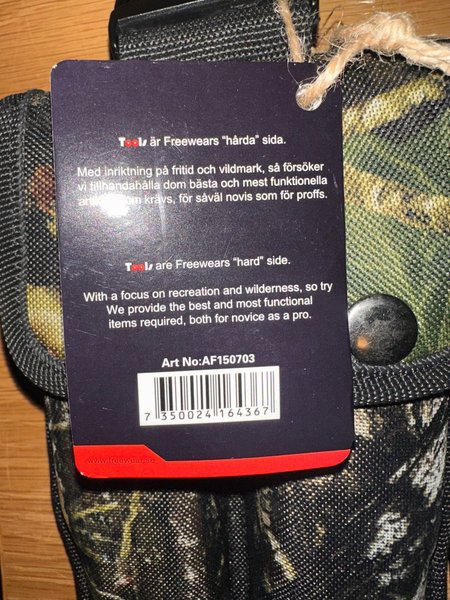 Tools är Freewears "hårda" sida.
Med inriktning på fritid och vildmark, så försöker
vi tillhandahålla dom bästa och mest funktionella
som krävs, för såväl novis som för proffs.
Tools are Freewears "hard" side.
With a focus on recreation and wilderness, so try
We provide the best and most functional
items required, both for novice as a pro.
Art No:AF150703
7 350024 164367
www.freewear.se